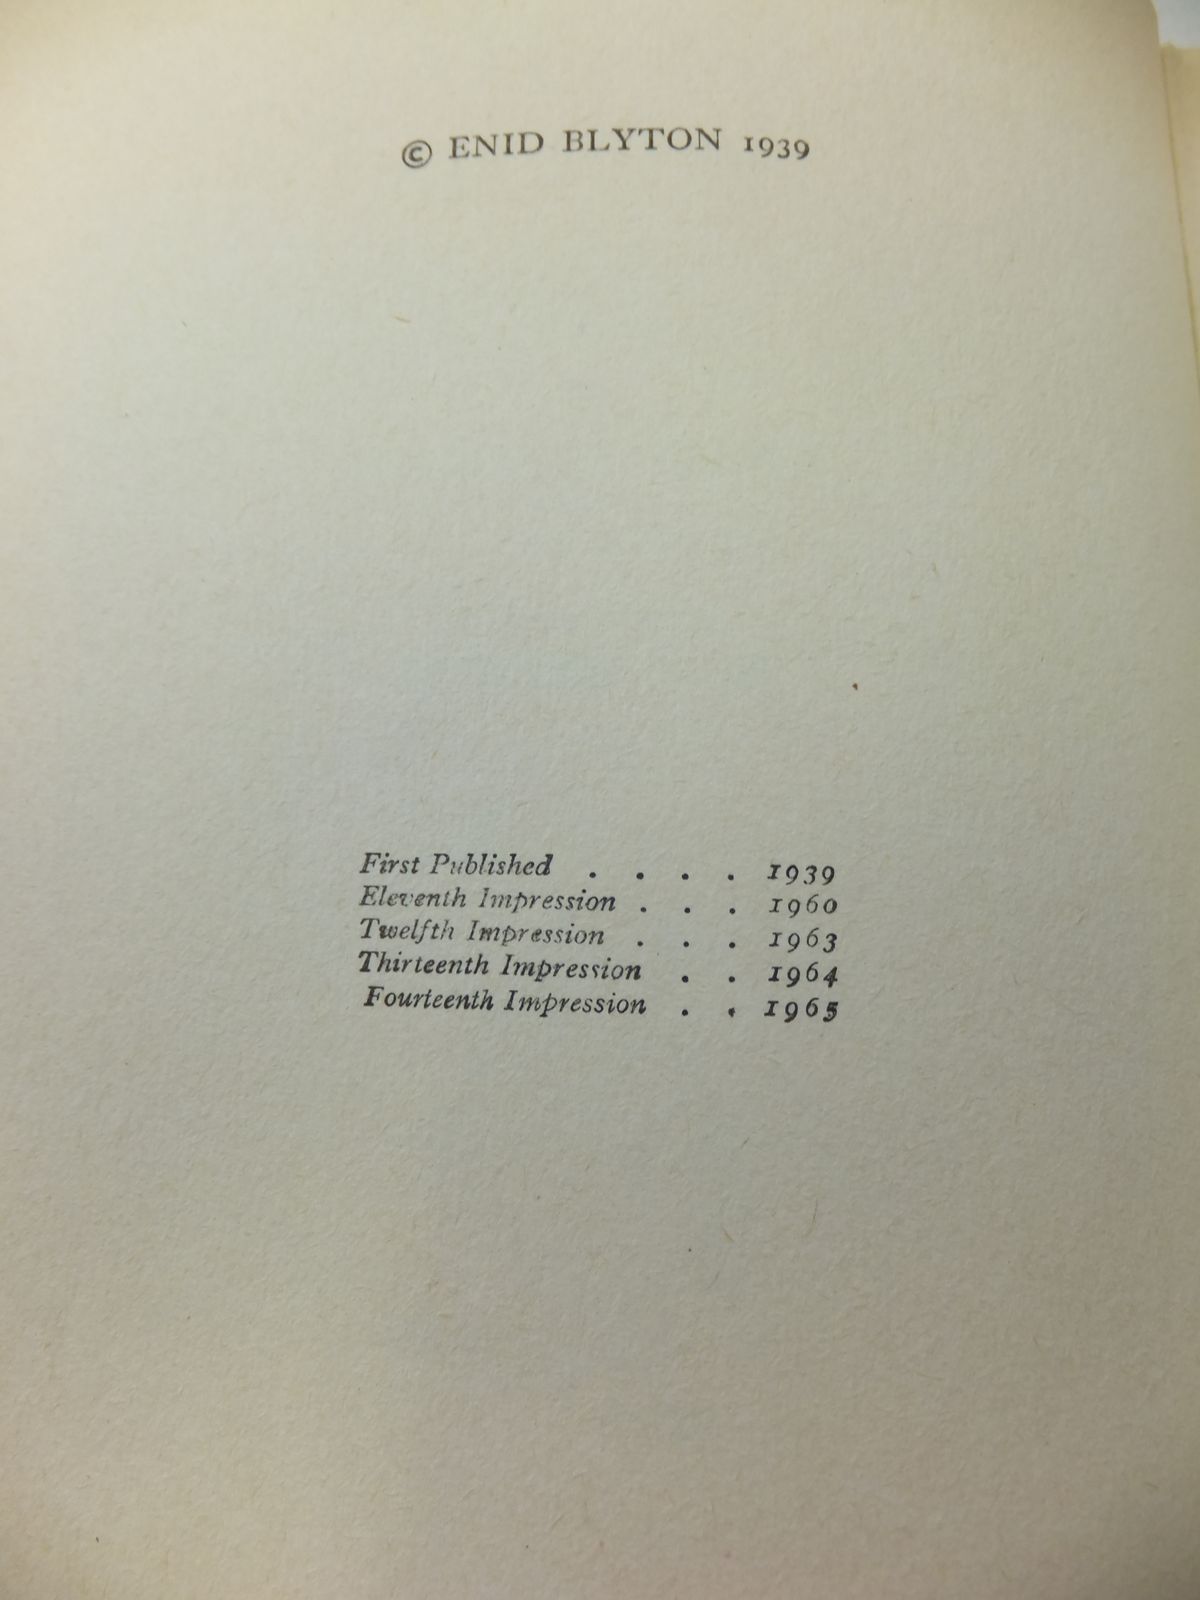 © ENID BLYTON 1939
First Published . . . . 1939
Eleventh Impression . . . 1960
Twelfth Impression . . . 1963
Thirteenth Impression . . 1964
Fourteenth Impression . . 1965